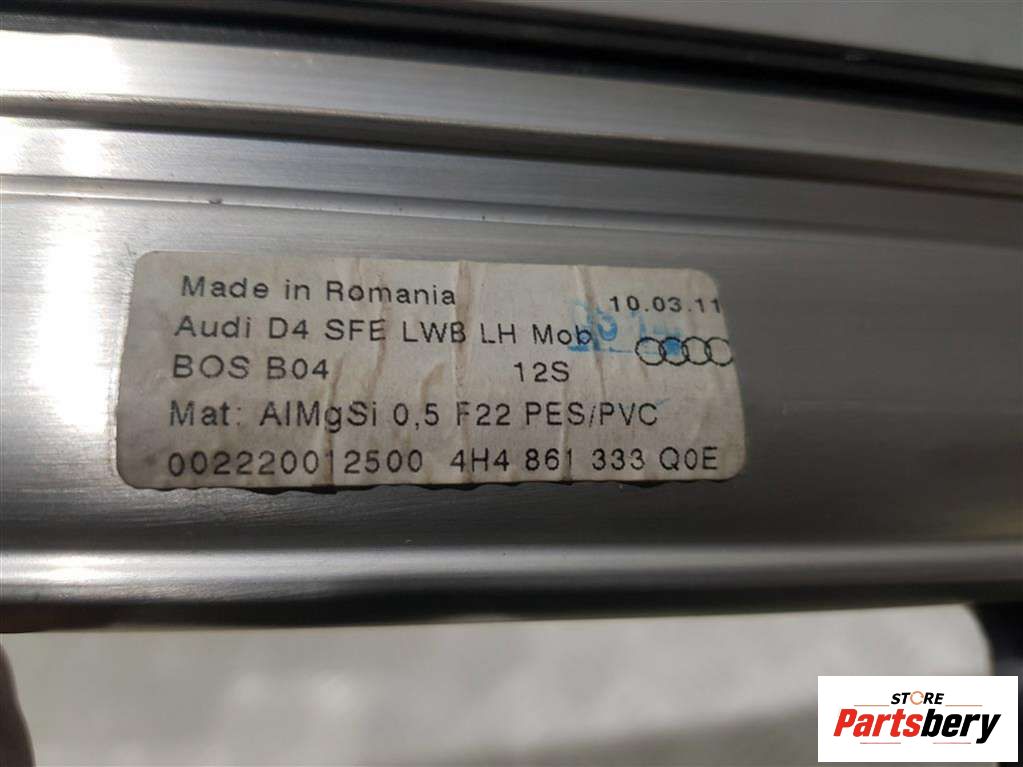 Made in Romania 10.03.11
Audi D4 SFE LWB LH Mob
BOS B04 12S
Mat: AlMgSi 0,5 F22 PES/PVC
002220012500 4H4 861 333 Q0E
STORE
Partsbery